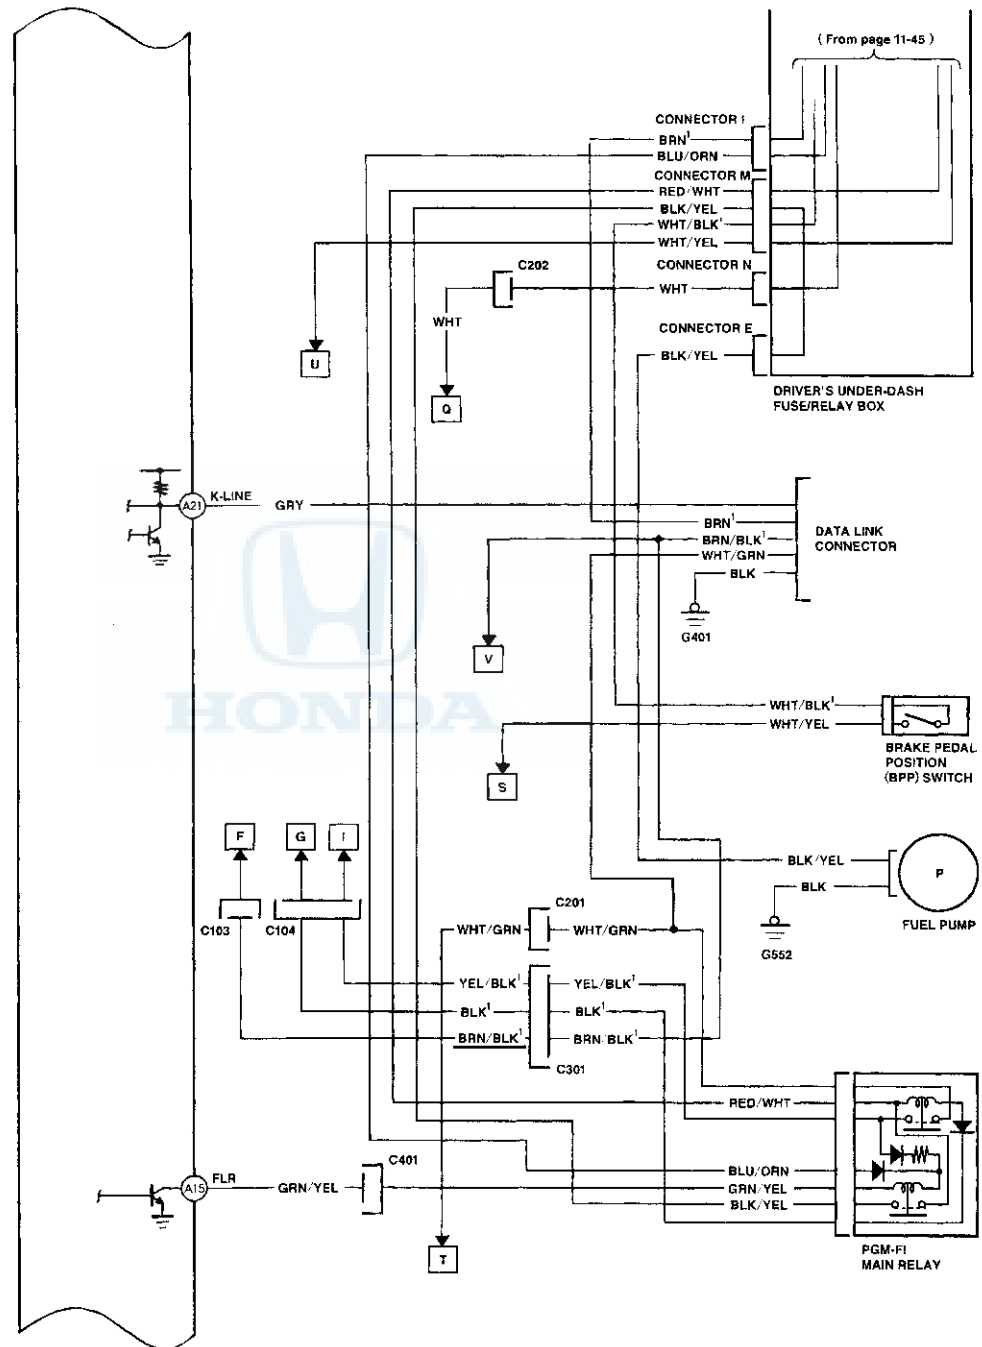 ( From page 11-45 )
CONNECTOR I
BRN¹
BLU/ORN
CONNECTOR M
RED/WHT
BLK/YEL
WHT/BLK¹
WHT/YEL
C202
CONNECTOR N
WHT
WHT
CONNECTOR E
BLK/YEL
U
Q
DRIVER'S UNDER-DASH
FUSE/RELAY BOX
A21
K-LINE
GRY
BRN¹
BRN/BLK¹
WHT/GRN
BLK
DATA LINK
CONNECTOR
G401
V
HONDA
WHT/BLK¹
WHT/YEL
BRAKE PEDAL
POSITION
(BPP) SWITCH
S
F
G
I
BLK/YEL
BLK
P
FUEL PUMP
G552
C103
C104
C201
WHT/GRN
WHT/GRN
YEL/BLK¹
YEL/BLK¹
BLK¹
BLK¹
BRN/BLK¹
BRN/BLK¹
C301
RED/WHT
C401
A15
FLR
GRN/YEL
BLU/ORN
GRN/YEL
BLK/YEL
T
PGM-FI
MAIN RELAY